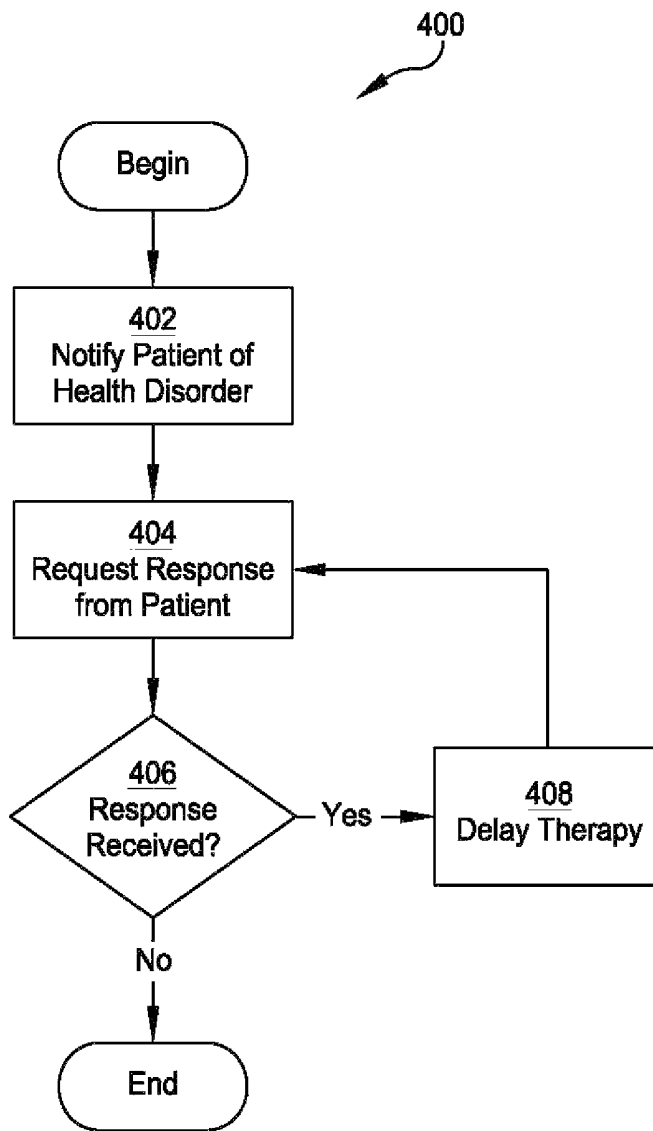 400
Begin
402
Notify Patient of
Health Disorder
404
Request Response
from Patient
406
Response
Received?
Yes
408
Delay Therapy
No
End